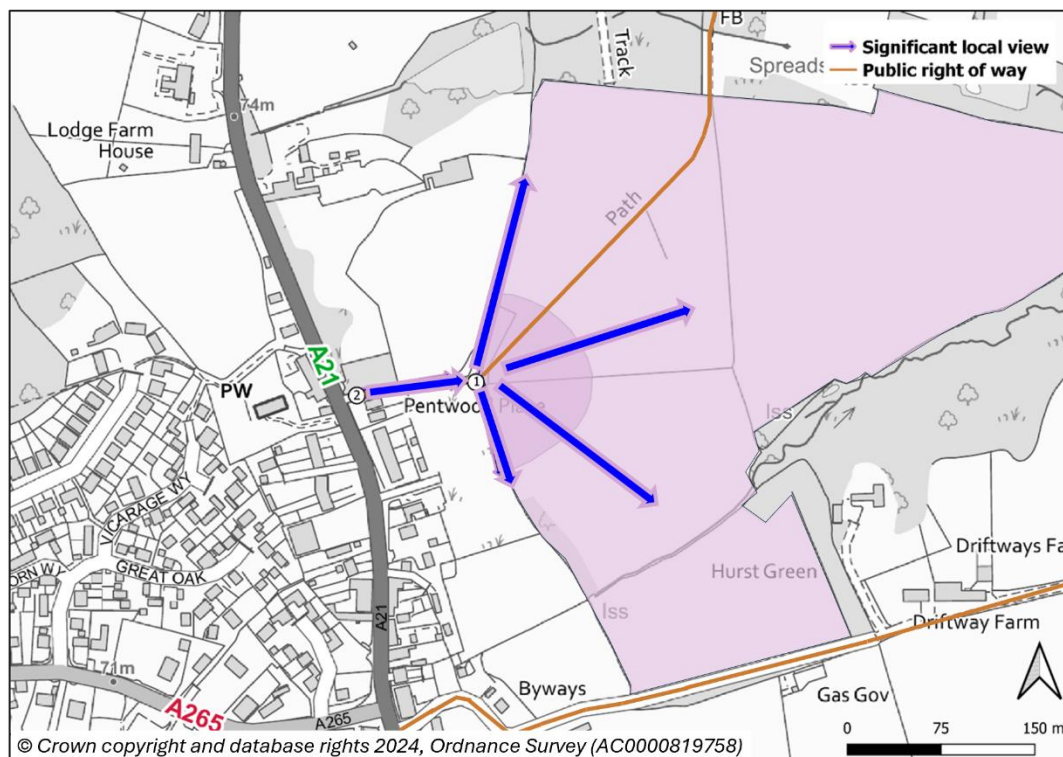 FB
Significant local view
Public right of way
Track
Spreads
74m
Lodge Farm
House
Path
A21
PW
2
1
Pentwood Place
Iss
VICARAGE WY
GREAT OAK
ORN WY
Hurst Green
Driftways Fa
Iss
A21
Driftway Farm
71m
Byways
Gas Gov
A265
A265
0 75 150 m
© Crown copyright and database rights 2024, Ordnance Survey (AC0000819758)